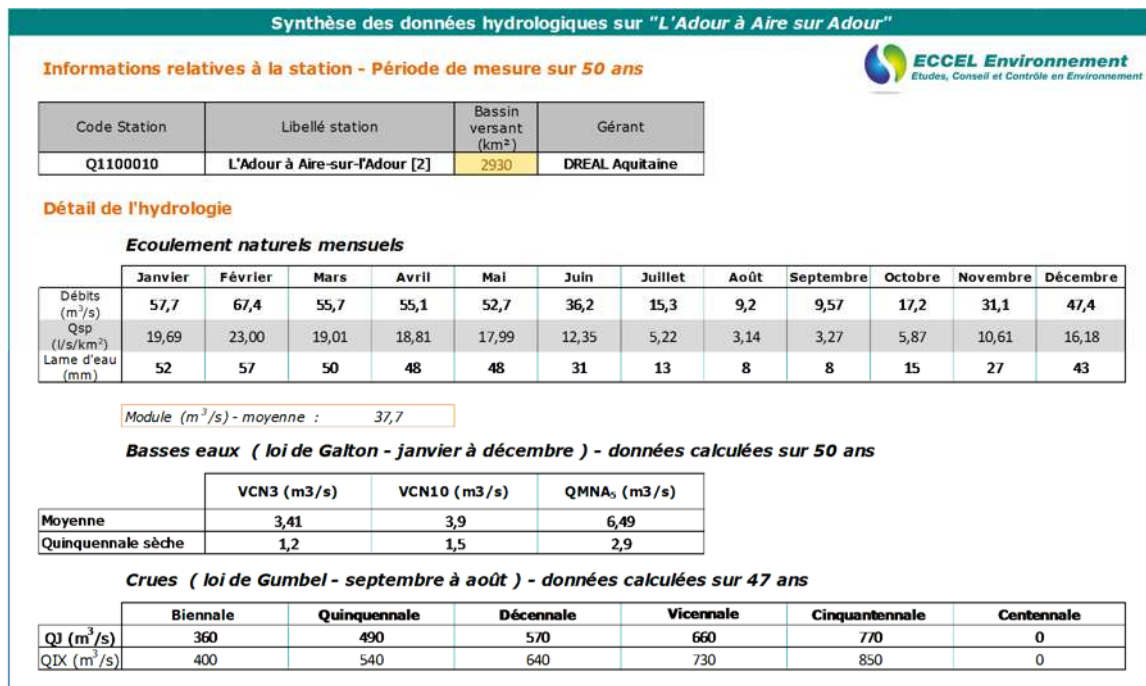 Synthèse des données hydrologiques sur "L'Adour à Aire sur Adour"
ECCEL Environnement
Etudes, Conseil et Contrôle en Environnement
Informations relatives à la station - Période de mesure sur 50 ans
Code Station Libellé station Bassin versant (km²) Gérant
Q1100010 L'Adour à Aire-sur-l'Adour [2] 2930 DREAL Aquitaine
Détail de l'hydrologie
Ecoulement naturels mensuels
Janvier Février Mars Avril Mai Juin Juillet Août Septembre Octobre Novembre Décembre
Débits (m³/s) 57,7 67,4 55,7 55,1 52,7 36,2 15,3 9,2 9,57 17,2 31,1 47,4
Qsp (l/s/km²) 19,69 23,00 19,01 18,81 17,99 12,35 5,22 3,14 3,27 5,87 10,61 16,18
Lame d'eau (mm) 52 57 50 48 48 31 13 8 8 15 27 43
Module (m³/s) - moyenne : 37,7
Basses eaux ( loi de Galton - janvier à décembre ) - données calculées sur 50 ans
VCN3 (m3/s) VCN10 (m3/s) QMNA₅ (m3/s)
Moyenne 3,41 3,9 6,49
Quinquennale sèche 1,2 1,5 2,9
Crues ( loi de Gumbel - septembre à août ) - données calculées sur 47 ans
Biennale Quinquennale Décennale Vicennale Cinquantennale Centennale
QJ (m³/s) 360 490 570 660 770 0
QIX (m³/s) 400 540 640 730 850 0